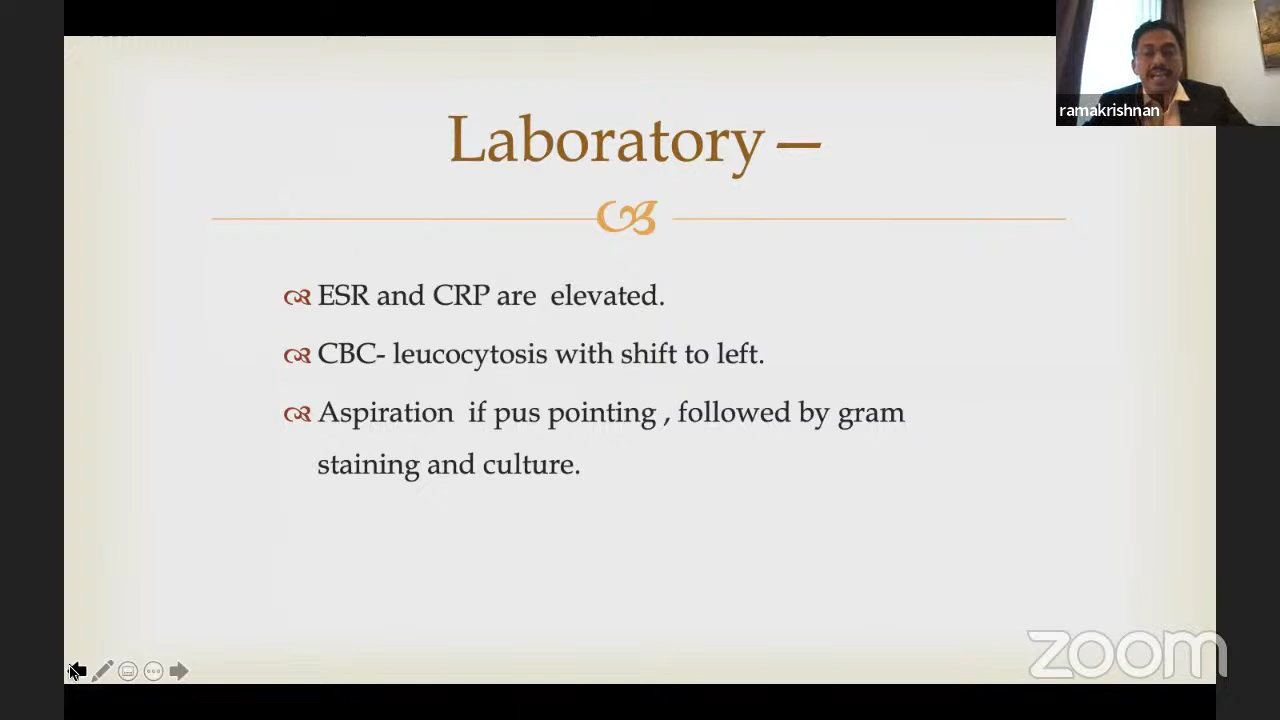 ramakrishnan
Laboratory—
ESR and CRP are elevated.
CBC- leucocytosis with shift to left.
Aspiration if pus pointing , followed by gram
staining and culture.
zoom